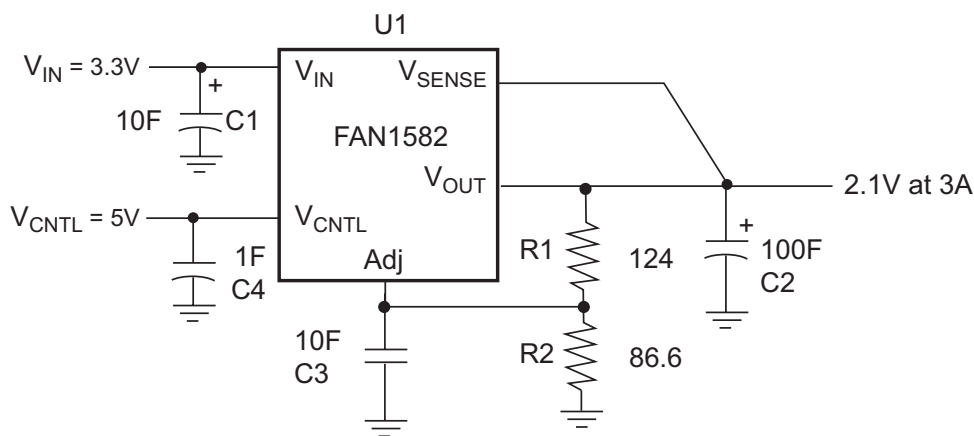 U1
V_IN = 3.3V
V_IN
V_SENSE
10F
C1
+
FAN1582
V_OUT
2.1V at 3A
V_CNTL = 5V
V_CNTL
Adj
1F
C4
R1
124
+
100F
C2
10F
C3
R2
86.6